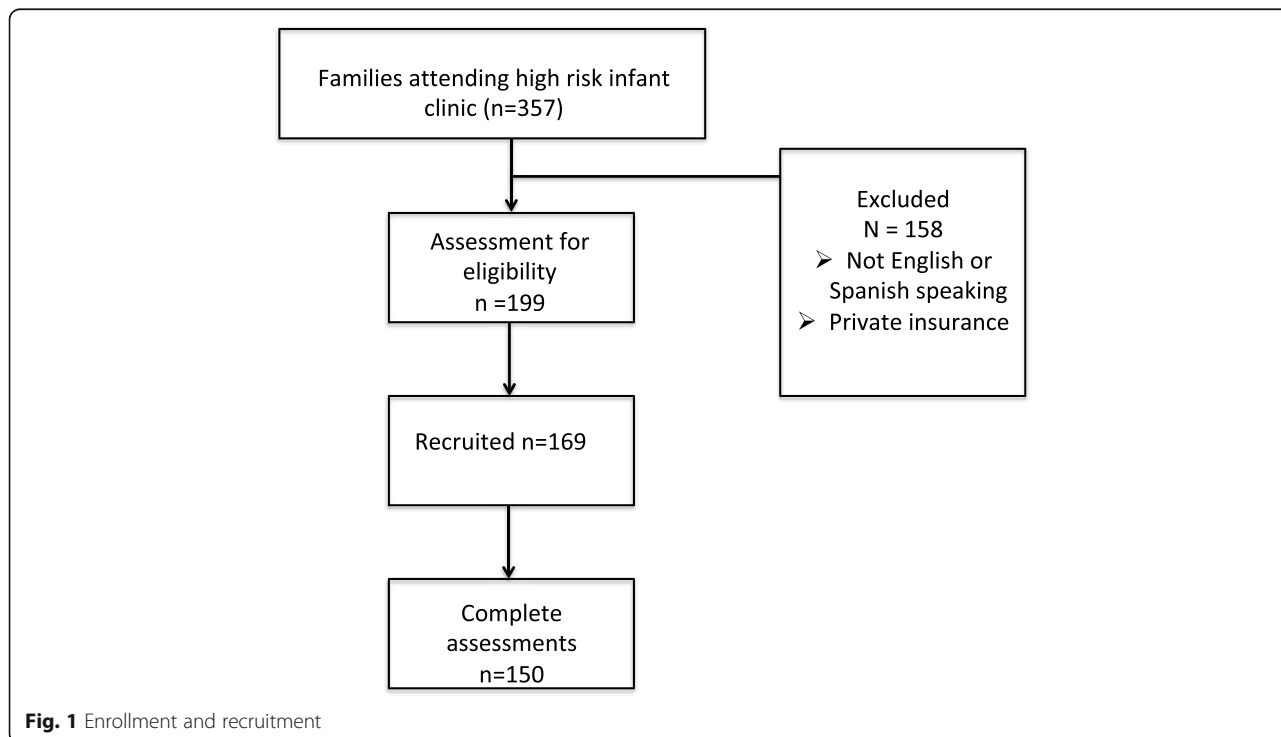 Families attending high risk infant
clinic (n=357)
Excluded
N = 158
➢ Not English or
Spanish speaking
➢ Private insurance
Assessment for
eligibility
n =199
Recruited n=169
Complete
assessments
n=150
Fig. 1 Enrollment and recruitment